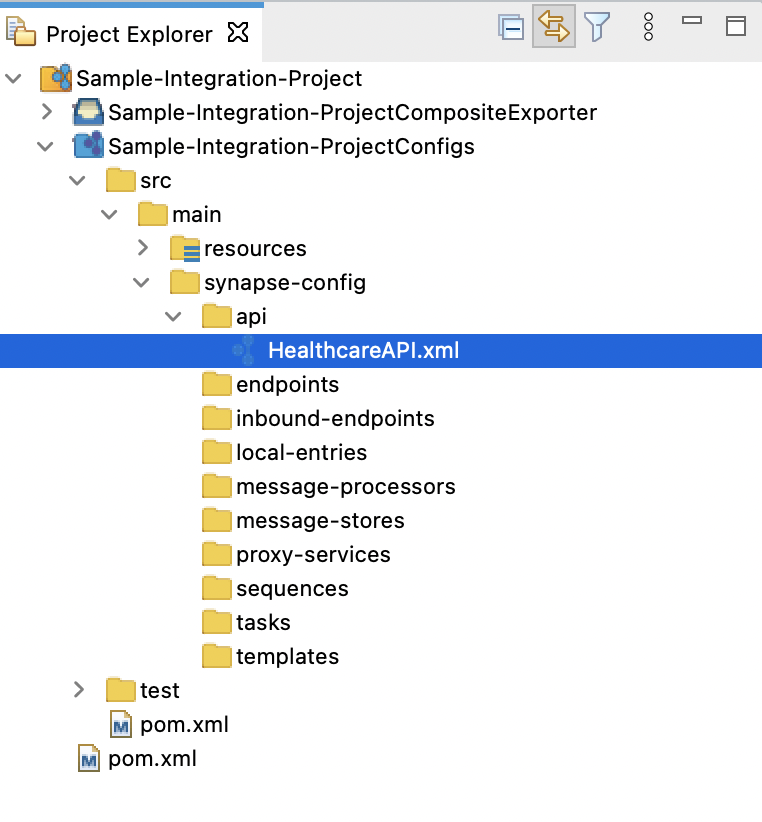 Project Explorer
Sample-Integration-Project
Sample-Integration-ProjectCompositeExporter
Sample-Integration-ProjectConfigs
src
main
resources
synapse-config
api
HealthcareAPI.xml
endpoints
inbound-endpoints
local-entries
message-processors
message-stores
proxy-services
sequences
tasks
templates
test
M pom.xml
M pom.xml